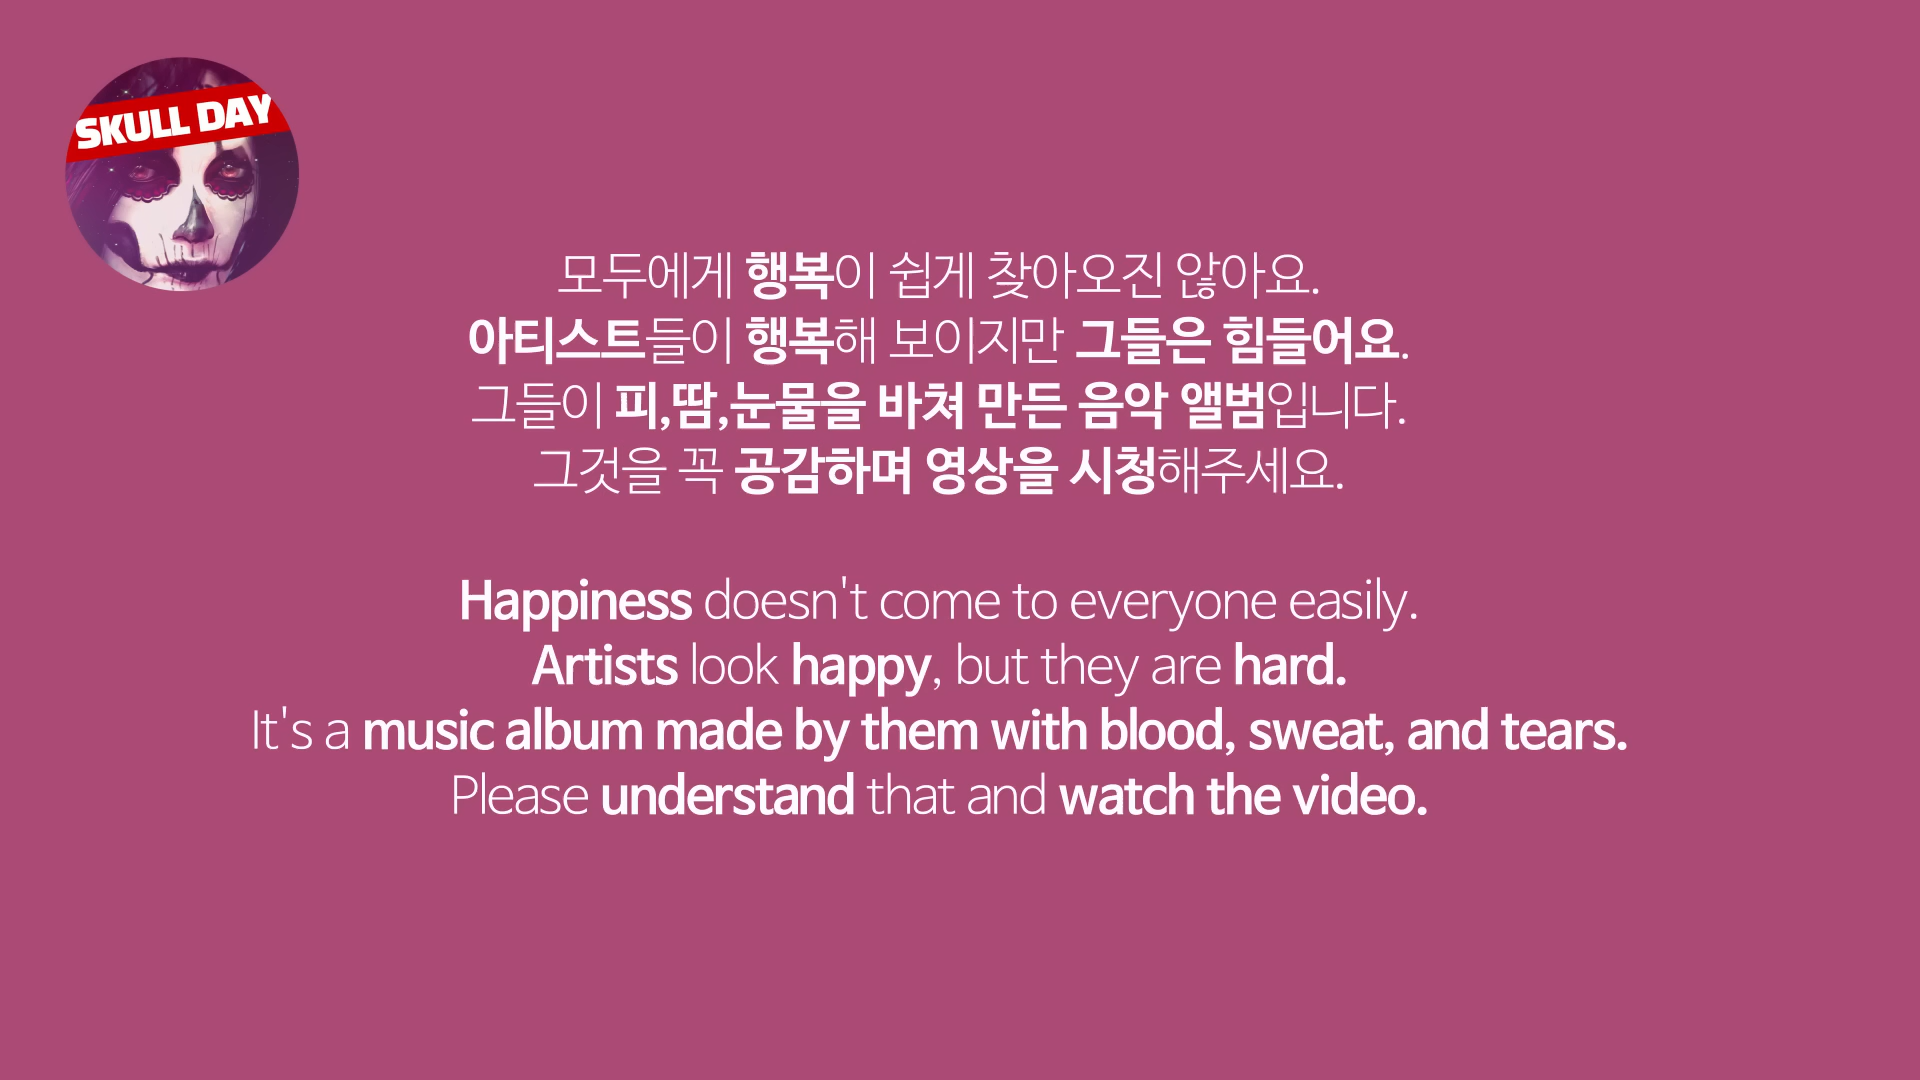 SKULL DAY
모두에게 행복이 쉽게 찾아오진 않아요.
아티스트들이 행복해 보이지만 그들은 힘들어요.
그들이 피,땀,눈물을 바쳐 만든 음악 앨범입니다.
그것을 꼭 공감하며 영상을 시청해주세요.
Happiness doesn't come to everyone easily.
Artists look happy, but they are hard.
It's a music album made by them with blood, sweat, and tears.
Please understand that and watch the video.